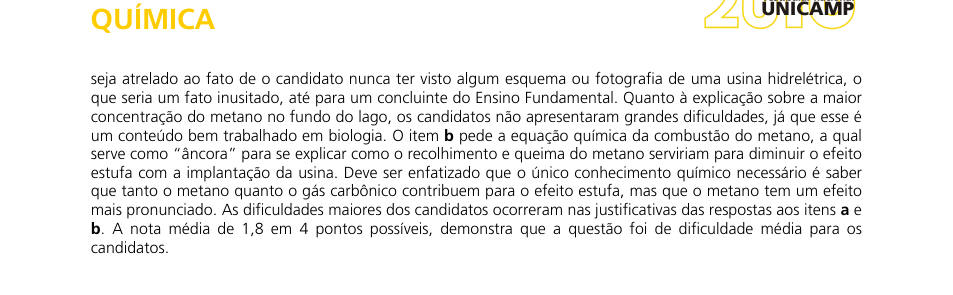 QUÍMICA
UNICAMP
seja atrelado ao fato de o candidato nunca ter visto algum esquema ou fotografia de uma usina hidrelétrica, o
que seria um fato inusitado, até para um concluinte do Ensino Fundamental. Quanto à explicação sobre a maior
concentração do metano no fundo do lago, os candidatos não apresentaram grandes dificuldades, já que esse é
um conteúdo bem trabalhado em biologia. O item b pede a equação química da combustão do metano, a qual
serve como “âncora” para se explicar como o recolhimento e queima do metano serviriam para diminuir o efeito
estufa com a implantação da usina. Deve ser enfatizado que o único conhecimento químico necessário é saber
que tanto o metano quanto o gás carbônico contribuem para o efeito estufa, mas que o metano tem um efeito
mais pronunciado. As dificuldades maiores dos candidatos ocorreram nas justificativas das respostas aos itens a e
b. A nota média de 1,8 em 4 pontos possíveis, demonstra que a questão foi de dificuldade média para os
candidatos.